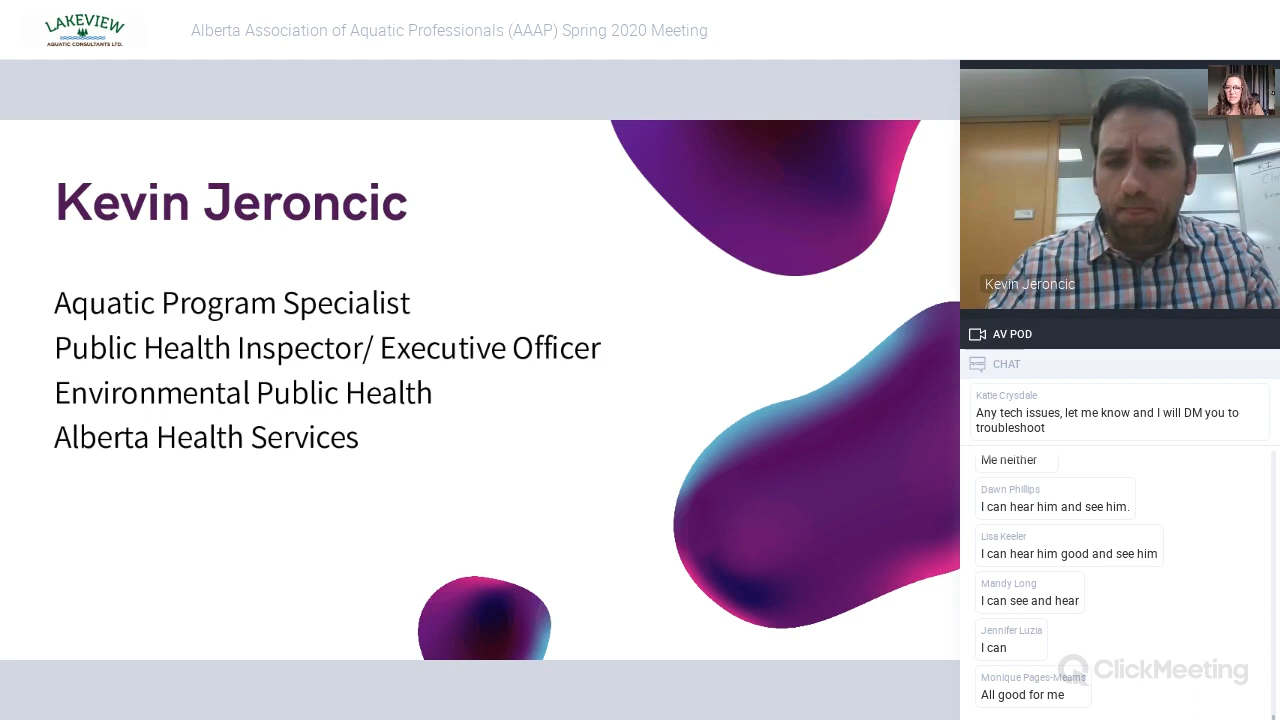 LAKEVIEW
AQUATIC CONSULTANTS LTD.
Alberta Association of Aquatic Professionals (AAAP) Spring 2020 Meeting
Kevin Jeroncic
Aquatic Program Specialist
Public Health Inspector/ Executive Officer
Environmental Public Health
Alberta Health Services
Kevin Jeroncic
AV POD
CHAT
Katie Crysdale
Any tech issues, let me know and I will DM you to
troubleshoot
Me neither
Dawn Phillips
I can hear him and see him.
Lisa Keeler
I can hear him good and see him
Mandy Long
I can see and hear
Jennifer Luzia
I can
Monique Pages-Mearns
All good for me
ClickMeeting